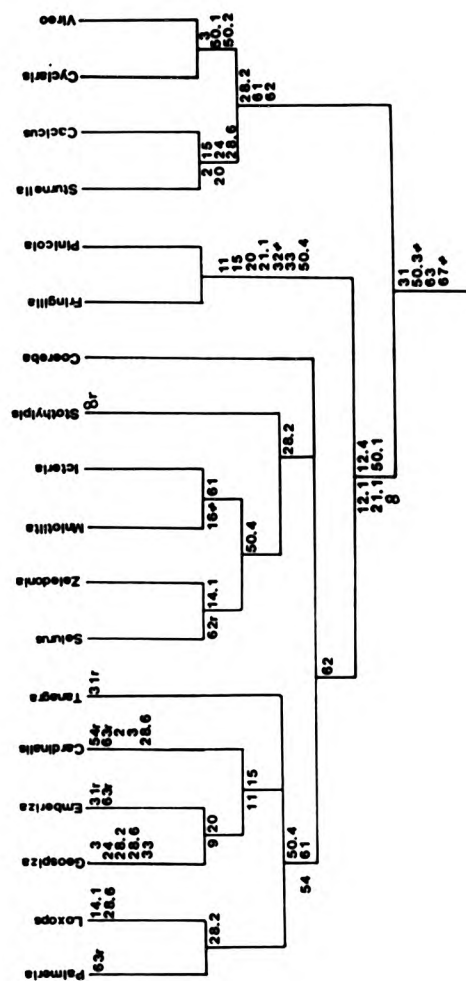 Palmeria 63r
Loxops 14.1
28.6
28.2
Geospiza 3
24
28.2
28.6
33
Emberiza 31r
63r
9
20
Cardinalis 54r
63r
2
3
28.6
11
15
Tanagra 31r
54
50.4
61
Seiurus
Zeledonia
62r
14.1
Mniotilta
Icteria
16+
61
50.4
Stothylpis 8r
28.2
Coereba
62
Fringilla
Pinicola
11
15
20
21.1
32+
33
50.4
12.1
21.1
8
12.4
50.1
Sturnella
Cacicus
2
20
15
24
28.6
Cyclaris
Vireo
3
50.1
50.2
28.2
61
62
31
50.3+
63
67+